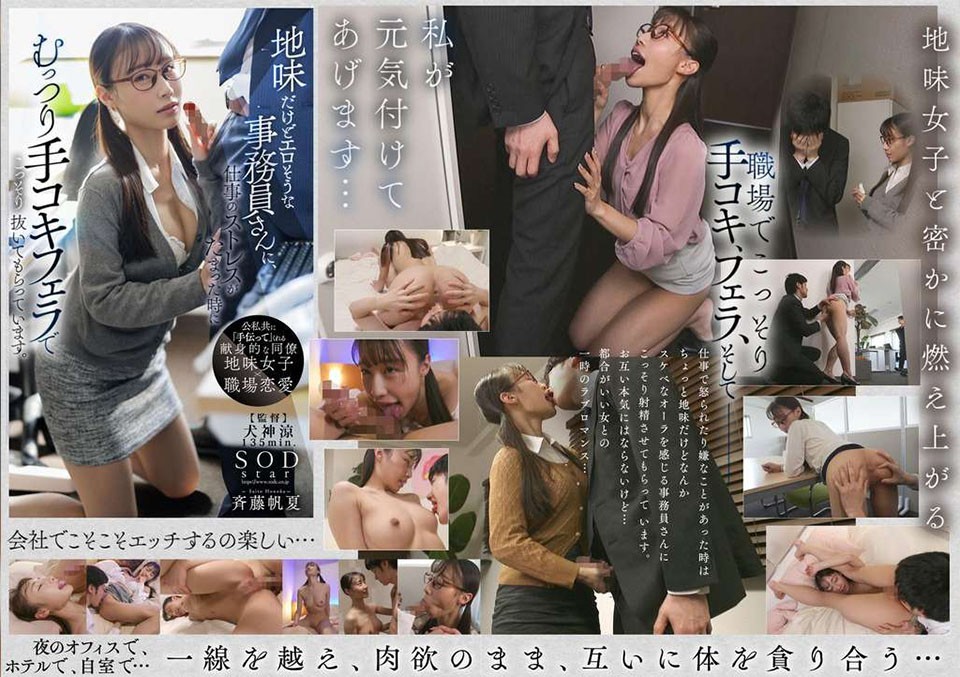 地味だけどエロそうな
事務員さんに、
仕事のストレスが
たまった時に
むっつり手コキフェラで
こっそり抜いてもらっています。
公私共に
「手伝って」くれる
献身的な同僚
地味女子
×
職場恋愛
【監督】
犬神涼
135min.
SOD
star
Saito Honoka
斉藤帆夏
会社でこそこそエッチするの楽しい…
私が
元気付けて
あげます…
職場でこっそり
手コキ、フェラ、そして
仕事で怒られたり嫌なことがあった時は
ちょっと地味だけどなんか
スケベなオーラを感じる事務員さんに
こっそり射精させてもらっています。
お互い本気にはならないけど…
都合がいい女との
一時のラブロマンス…
地味女子と密かに燃え上がる
夜のオフィスで、
ホテルで、自室で…
一線を越え、肉欲のまま、互いに体を貪り合う…